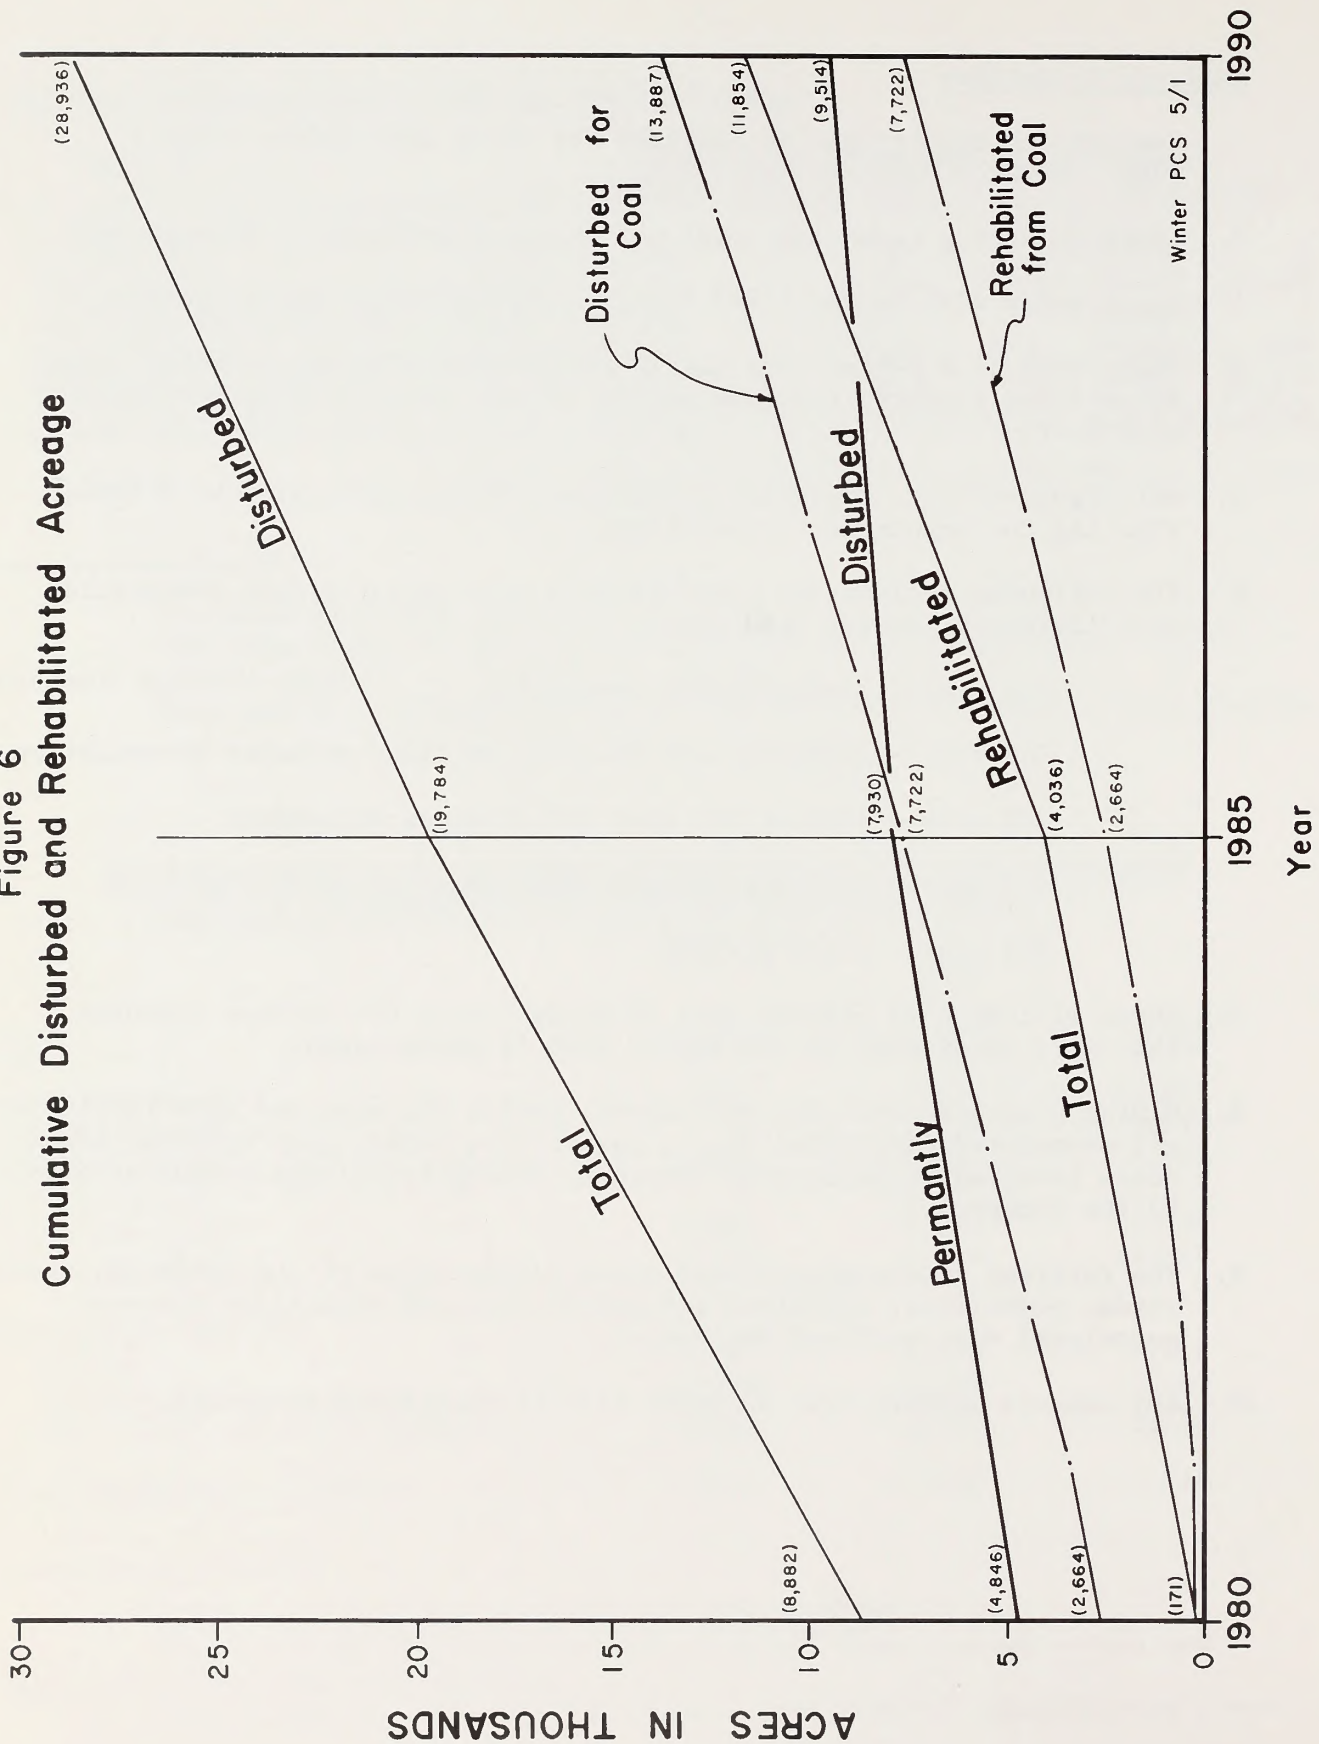 Figure 6
Cumulative Disturbed and Rehabilitated Acreage
ACRES IN THOUSANDS
30
25
20
15
10
5
0
(28,936)
Disturbed
(19,784)
Total
(8,882)
Disturbed for
Coal
(13,887)
(11,854)
(9,514)
(7,722)
Disturbed
(7,930)
(7,722)
Permantly
(4,846)
(2,664)
Rehabilitated
(4,036)
Total
(171)
Rehabilitated
from Coal
(2,664)
Winter PCS 5/1
1980
1985
1990
Year